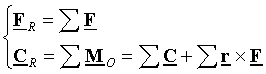 F_R = ∑ F
C_R = ∑ M_O = ∑ C + ∑ r × F